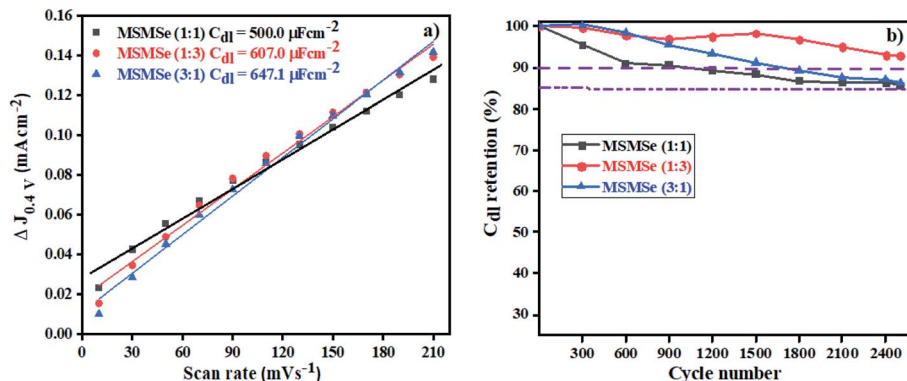 a)
MSMSe (1:1) Cdl = 500.0 µFcm⁻²
MSMSe (1:3) Cdl = 607.0 µFcm⁻²
MSMSe (3:1) Cdl = 647.1 µFcm⁻²
0.16
0.14
0.12
0.10
0.08
0.06
0.04
0.02
0.00
Δ J0.4 V (mAcm⁻²)
0 30 60 90 120 150 180 210
Scan rate (mVs⁻¹)
b)
100
90
80
70
60
50
40
30
Cdl retention (%)
MSMSe (1:1)
MSMSe (1:3)
MSMSe (3:1)
300 600 900 1200 1500 1800 2100 2400
Cycle number